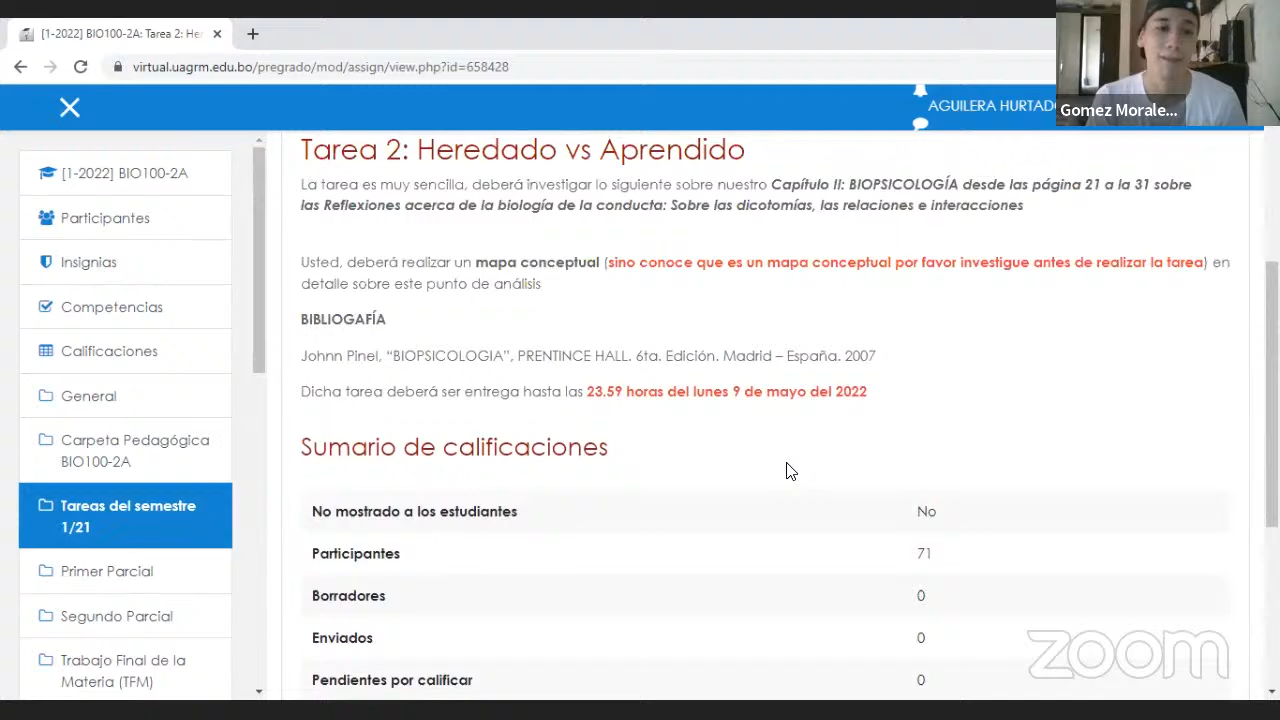 [1-2022] BIO100-2A: Tarea 2: He
virtual.uagrm.edu.bo/pregrado/mod/assign/view.php?id=658428
AGUILERA HURTADO
Gomez Morale...
[1-2022] BIO100-2A
Participantes
Insignias
Competencias
Calificaciones
General
Carpeta Pedagógica
BIO100-2A
Tareas del semestre
1/21
Primer Parcial
Segundo Parcial
Trabajo Final de la
Materia (TFM)
Tarea 2: Heredado vs Aprendido
La tarea es muy sencilla, deberá investigar lo siguiente sobre nuestro Capítulo II: BIOPSICOLOGÍA desde las página 21 a la 31 sobre
las Reflexiones acerca de la biología de la conducta: Sobre las dicotomías, las relaciones e interacciones
Usted, deberá realizar un mapa conceptual (sino conoce que es un mapa conceptual por favor investigue antes de realizar la tarea) en
detalle sobre este punto de análisis
BIBLIOGAFÍA
Johnn Pinel, “BIOPSICOLOGIA”, PRENTINCE HALL. 6ta. Edición. Madrid – España. 2007
Dicha tarea deberá ser entrega hasta las 23.59 horas del lunes 9 de mayo del 2022
Sumario de calificaciones
No mostrado a los estudiantes No
Participantes 71
Borradores 0
Enviados 0
Pendientes por calificar 0
zoom